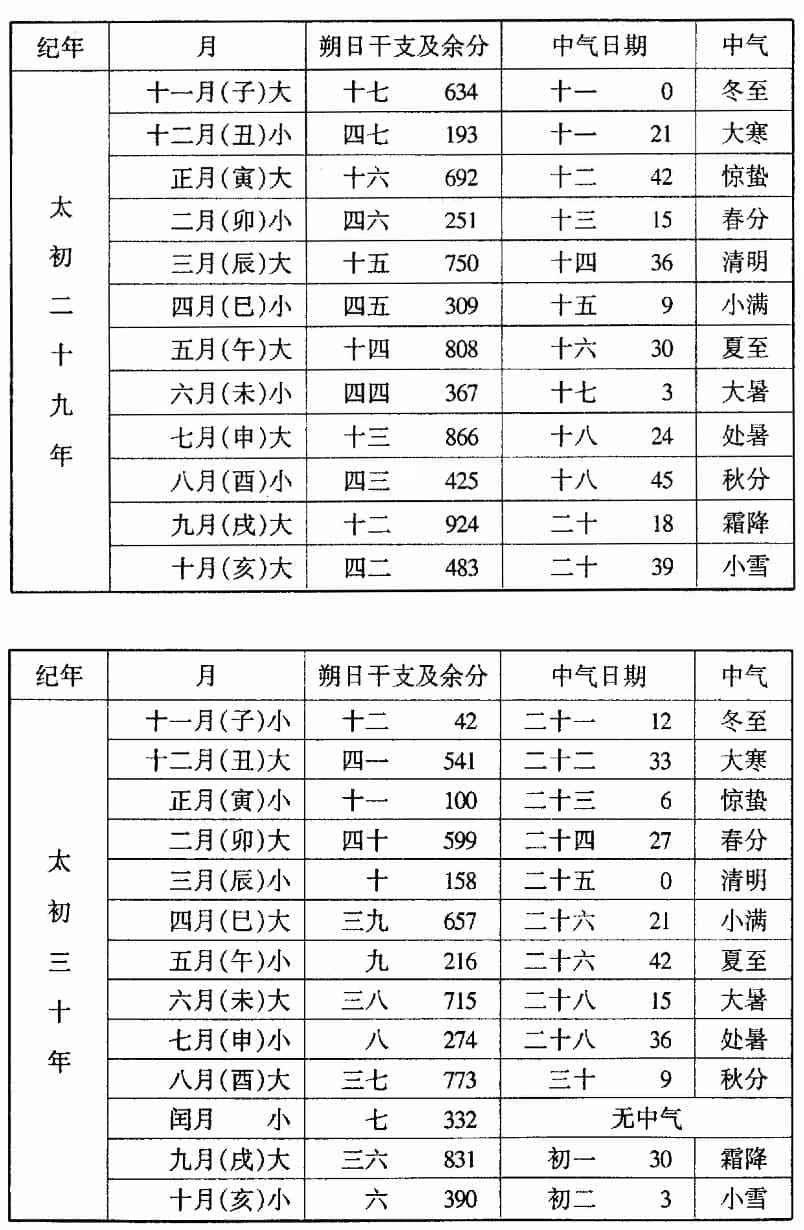 纪年 月 朔日干支及余分 中气日期 中气
太初二十九年
十一月(子)大 十七 634 十一 0 冬至
十二月(丑)小 四七 193 十一 21 大寒
正月(寅)大 十六 692 十二 42 惊蛰
二月(卯)小 四六 251 十三 15 春分
三月(辰)大 十五 750 十四 36 清明
四月(巳)小 四五 309 十五 9 小满
五月(午)大 十四 808 十六 30 夏至
六月(未)小 四四 367 十七 3 大暑
七月(申)大 十三 866 十八 24 处暑
八月(酉)小 四三 425 十八 45 秋分
九月(戌)大 十二 924 二十 18 霜降
十月(亥)大 四二 483 二十 39 小雪
纪年 月 朔日干支及余分 中气日期 中气
太初三十年
十一月(子)小 十二 42 二十一 12 冬至
十二月(丑)大 四一 541 二十二 33 大寒
正月(寅)小 十一 100 二十三 6 惊蛰
二月(卯)大 四十 599 二十四 27 春分
三月(辰)小 十 158 二十五 0 清明
四月(巳)大 三九 657 二十六 21 小满
五月(午)小 九 216 二十六 42 夏至
六月(未)大 三八 715 二十八 15 大暑
七月(申)小 八 274 二十八 36 处暑
八月(酉)大 三七 773 三十 9 秋分
闰月 小 七 332 无中气
九月(戌)大 三六 831 初一 30 霜降
十月(亥)小 六 390 初二 3 小雪